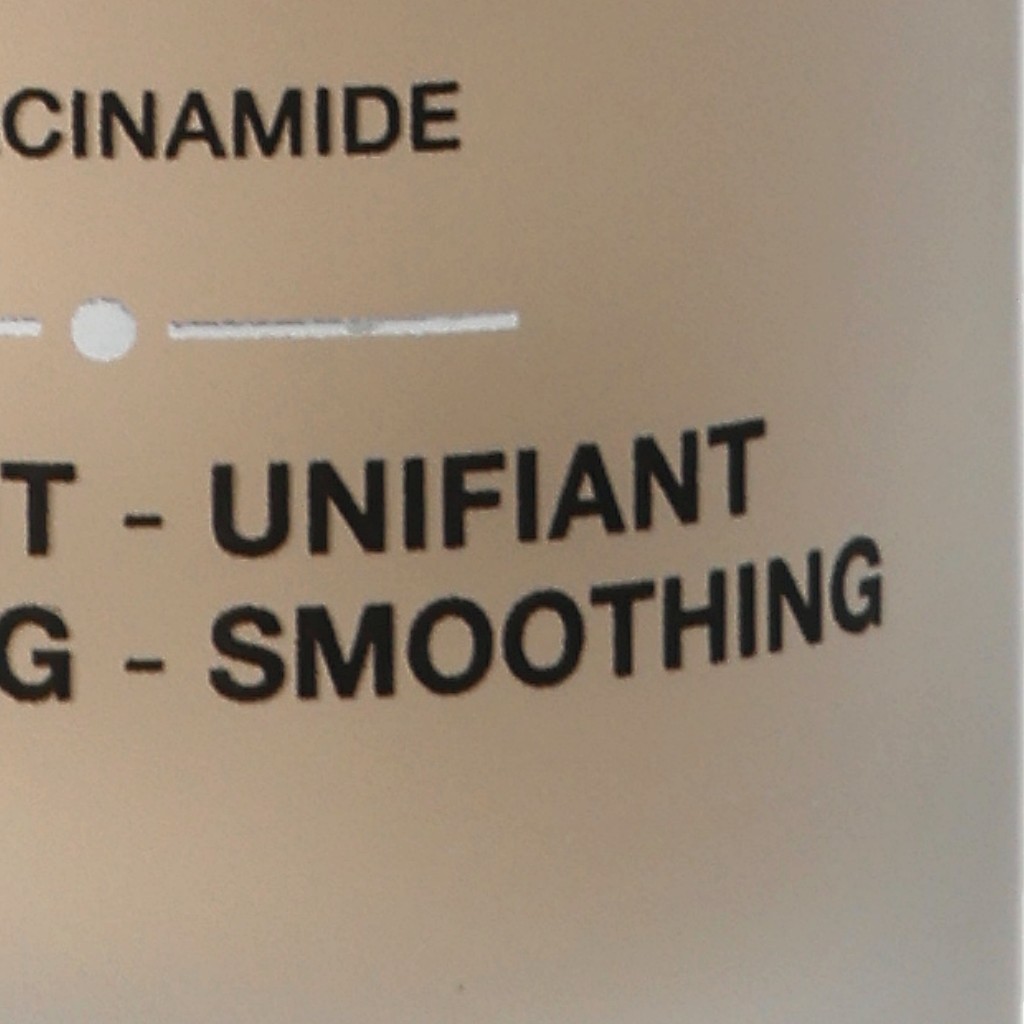 CINAMIDE
T - UNIFIANT
G - SMOOTHING